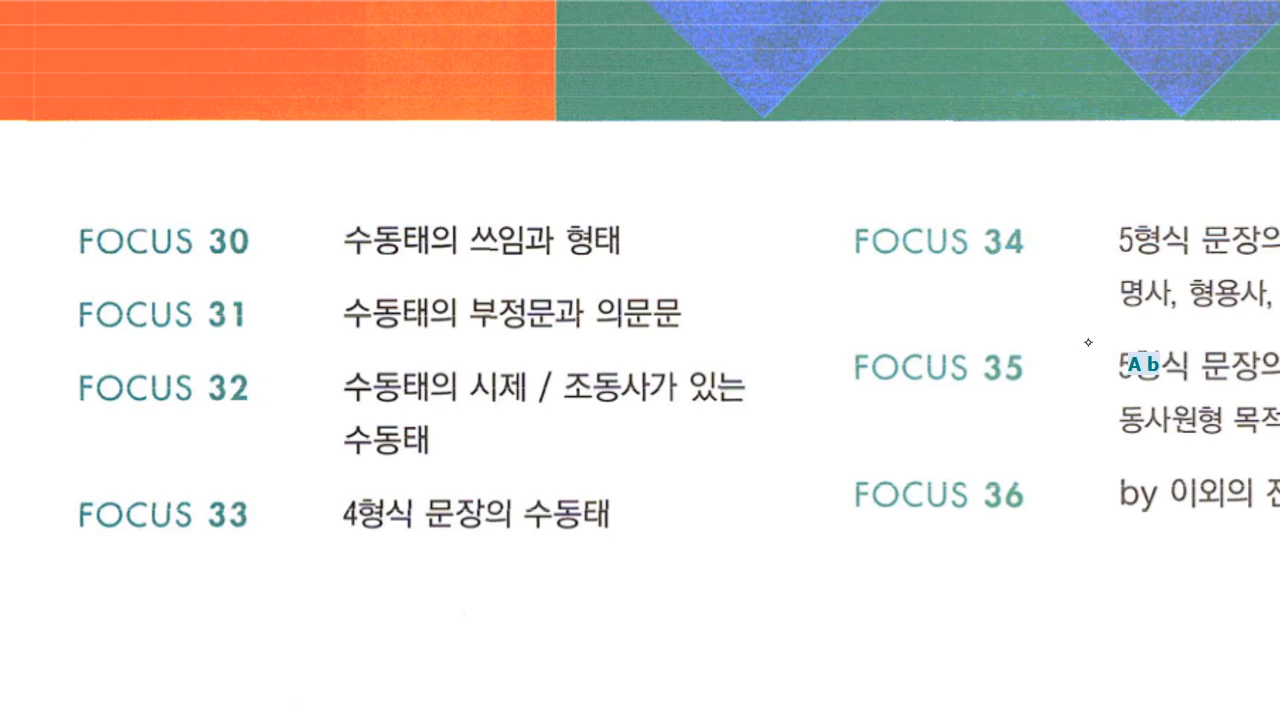 FOCUS 30 수동태의 쓰임과 형태
FOCUS 31 수동태의 부정문과 의문문
FOCUS 32 수동태의 시제 / 조동사가 있는
수동태
FOCUS 33 4형식 문장의 수동태
FOCUS 34 5형식 문장의
명사, 형용사,
FOCUS 35 식 문장의
A b
동사원형
FOCUS 36 by 이외의